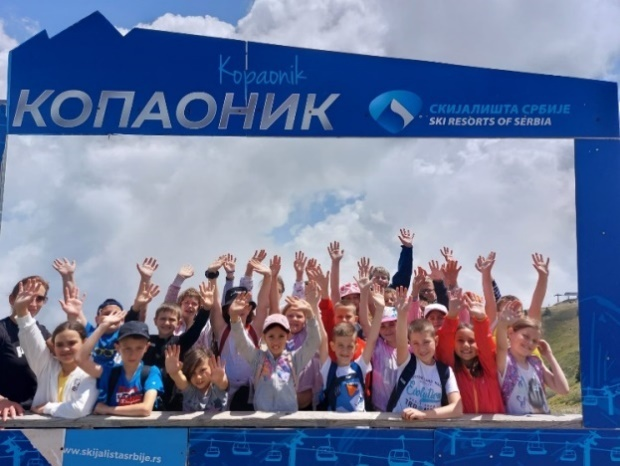 Kopaonik
КОПАОНИК
СКИЈАЛИШТА СРБИЈЕ
SKI RESORTS OF SERBIA
www.skijalistasrbije.rs